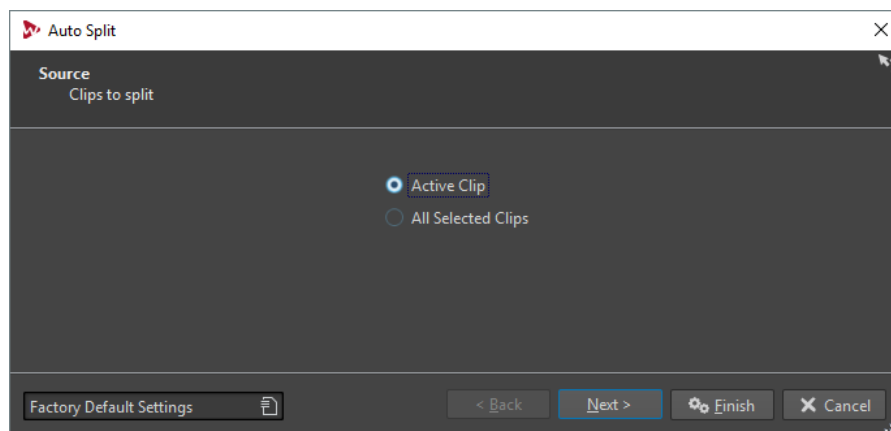 Auto Split
Source
Clips to split
Active Clip
All Selected Clips
Factory Default Settings
< Back
Next >
Finish
Cancel